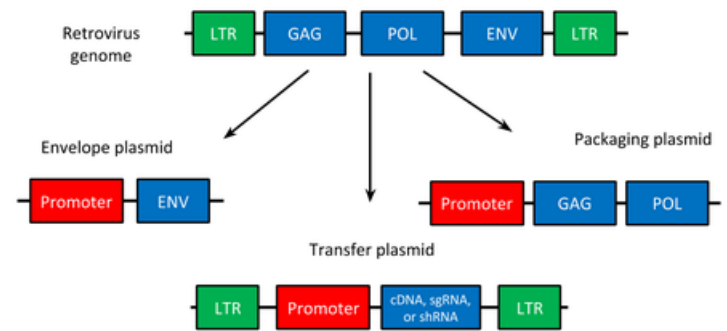 Retrovirus
genome
LTR GAG POL ENV LTR
Envelope plasmid
Promoter ENV
Packaging plasmid
Promoter GAG POL
Transfer plasmid
LTR Promoter cDNA, sgRNA, LTR
or shRNA